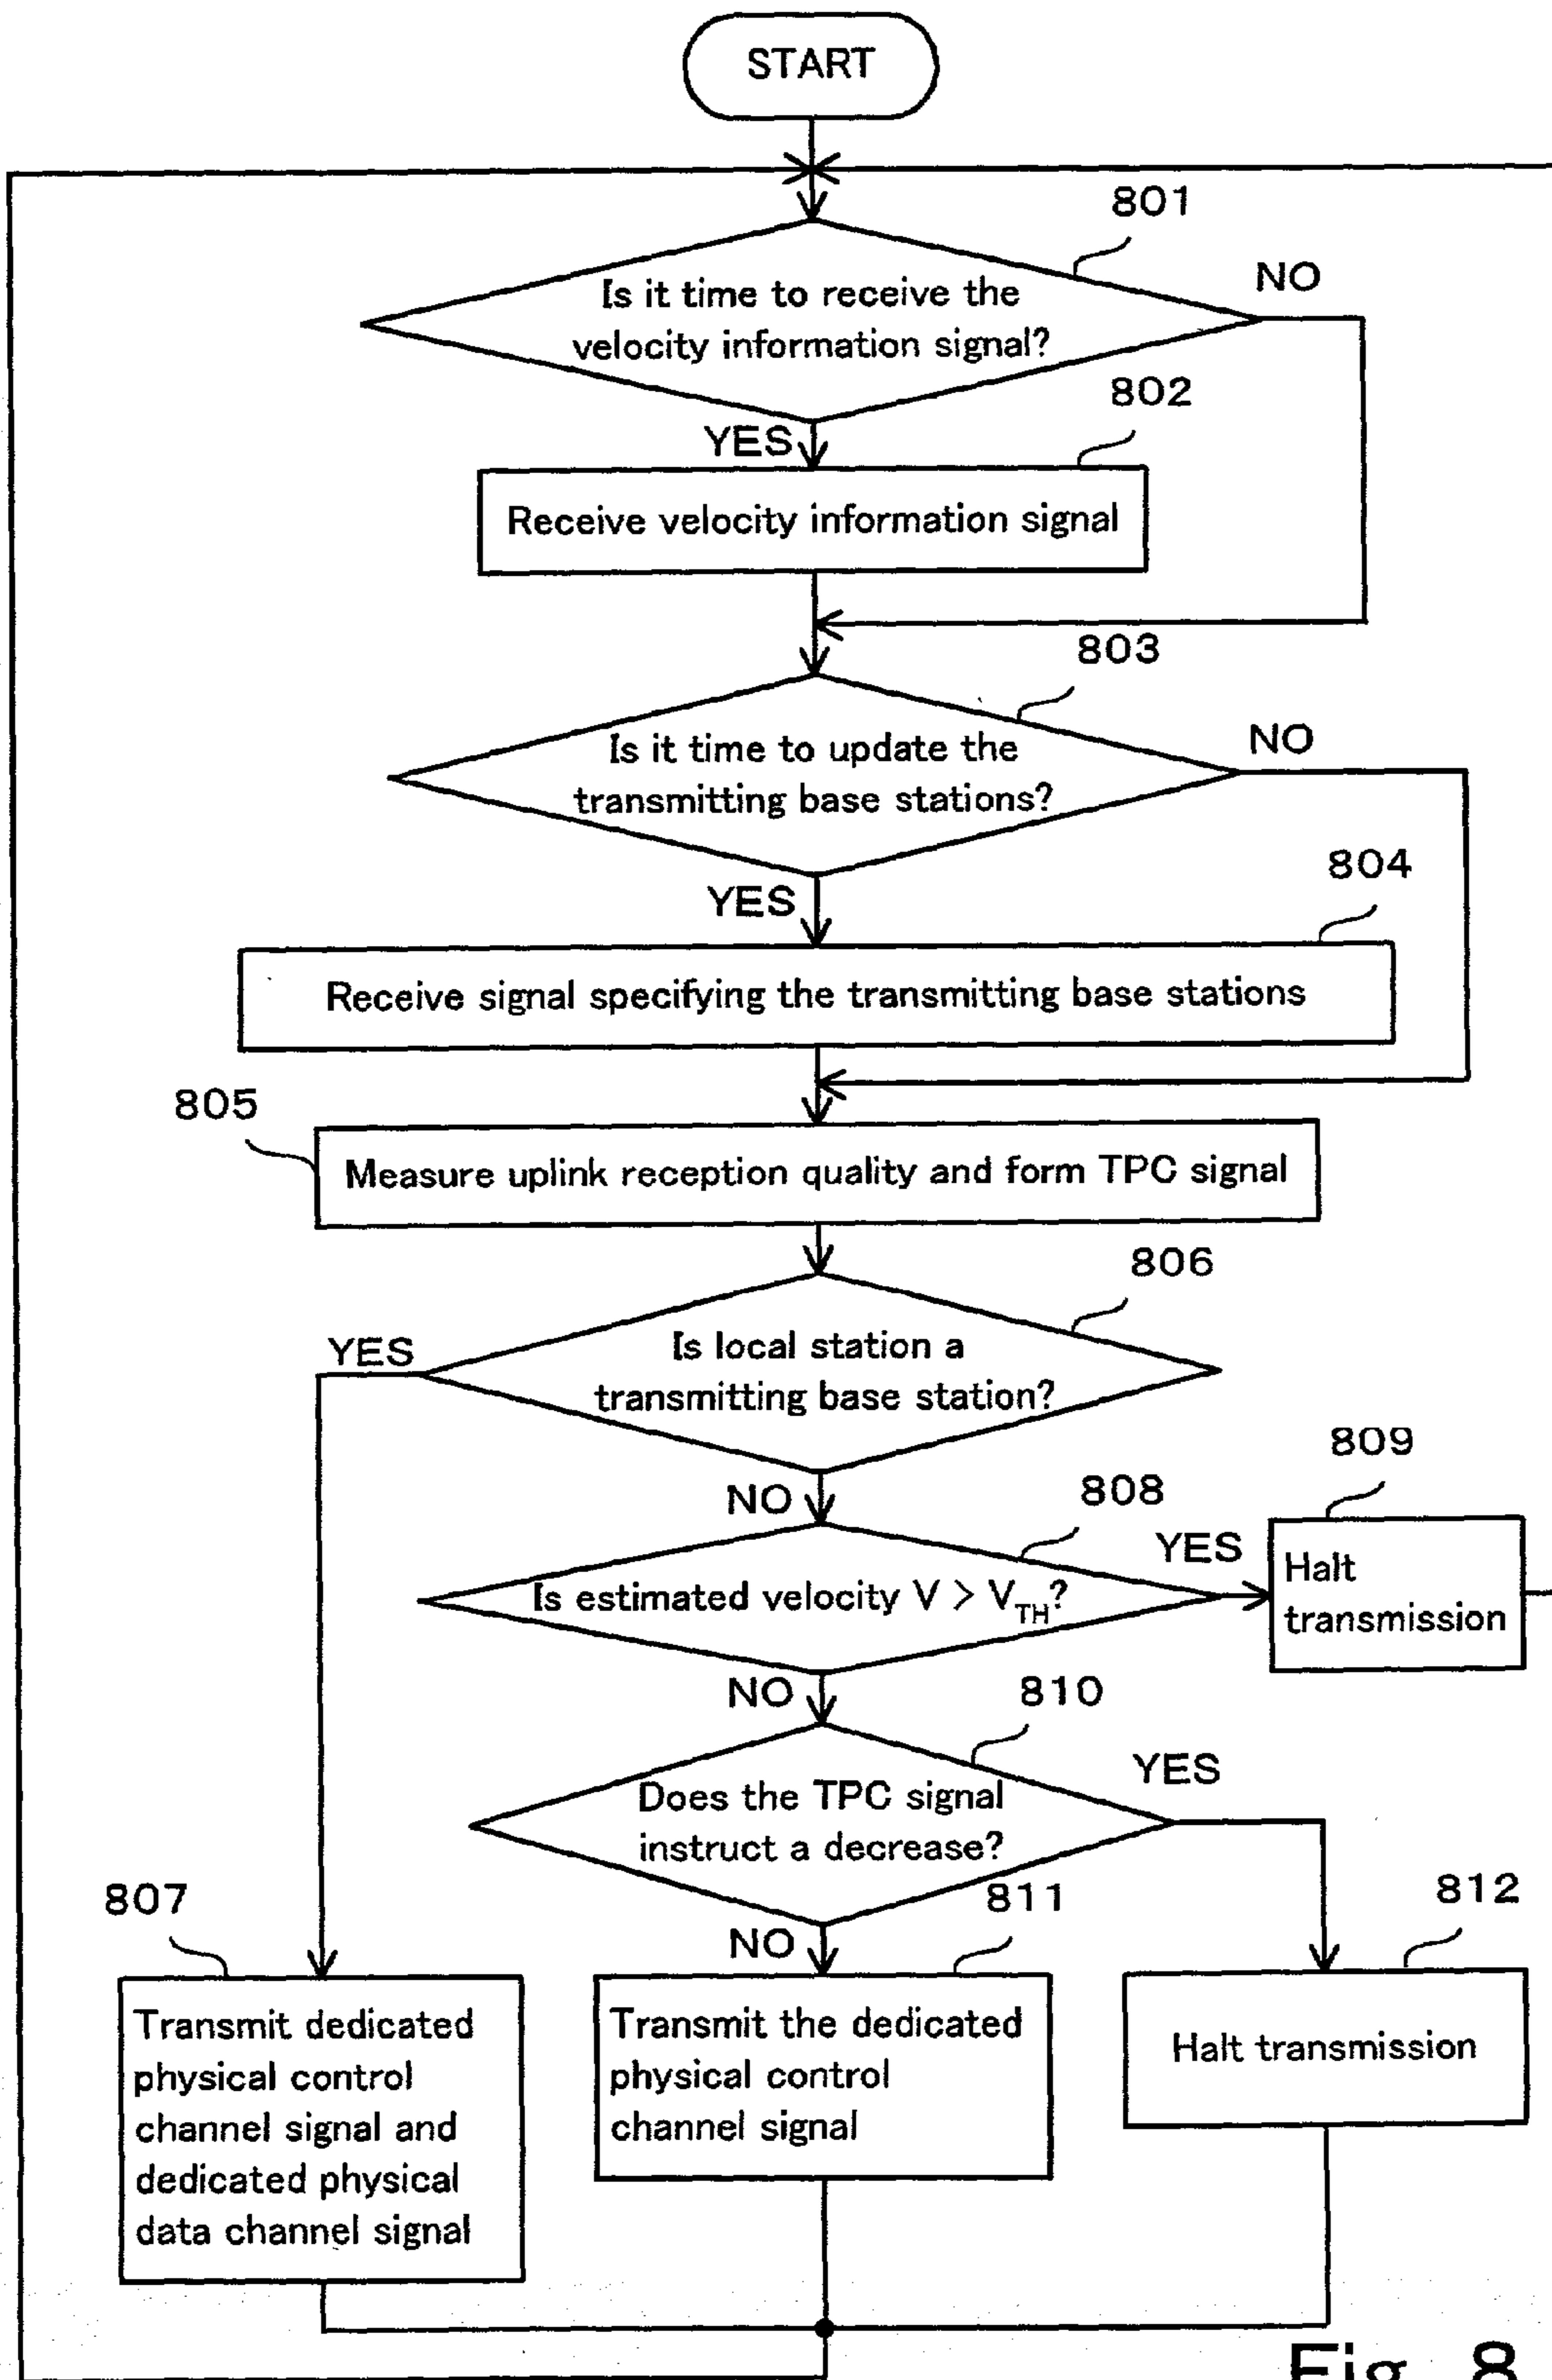 START
801
Is it time to receive the
velocity information signal?
NO
YES
802
Receive velocity information signal
803
Is it time to update the
transmitting base stations?
NO
YES
804
Receive signal specifying the transmitting base stations
805
Measure uplink reception quality and form TPC signal
806
Is local station a
transmitting base station?
YES
NO
808
Is estimated velocity V > VTH?
YES
809
Halt
transmission
NO
810
Does the TPC signal
instruct a decrease?
YES
NO
807
Transmit dedicated
physical control
channel signal and
dedicated physical
data channel signal
811
Transmit the dedicated
physical control
channel signal
812
Halt transmission
Fig. 8